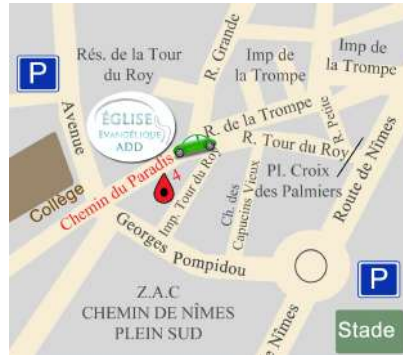 P
Rés. de la Tour
du Roy
R. Grande
Imp de
la Trompe
Imp de
la Trompe
ÉGLISE
ÉVANGÉLIQUE
ADD
Avenue
R. de la Trompe
R. Petite
R. Tour du Roy
Chemin du Paradis
4
Collège
Imp. Tour du Roy
Ch. des
Capucins Vieux
Pl. Croix
des Palmiers
Route de Nîmes
Georges Pompidou
Z.A.C
CHEMIN DE NÎMES
PLEIN SUD
P
Stade
de Nîmes